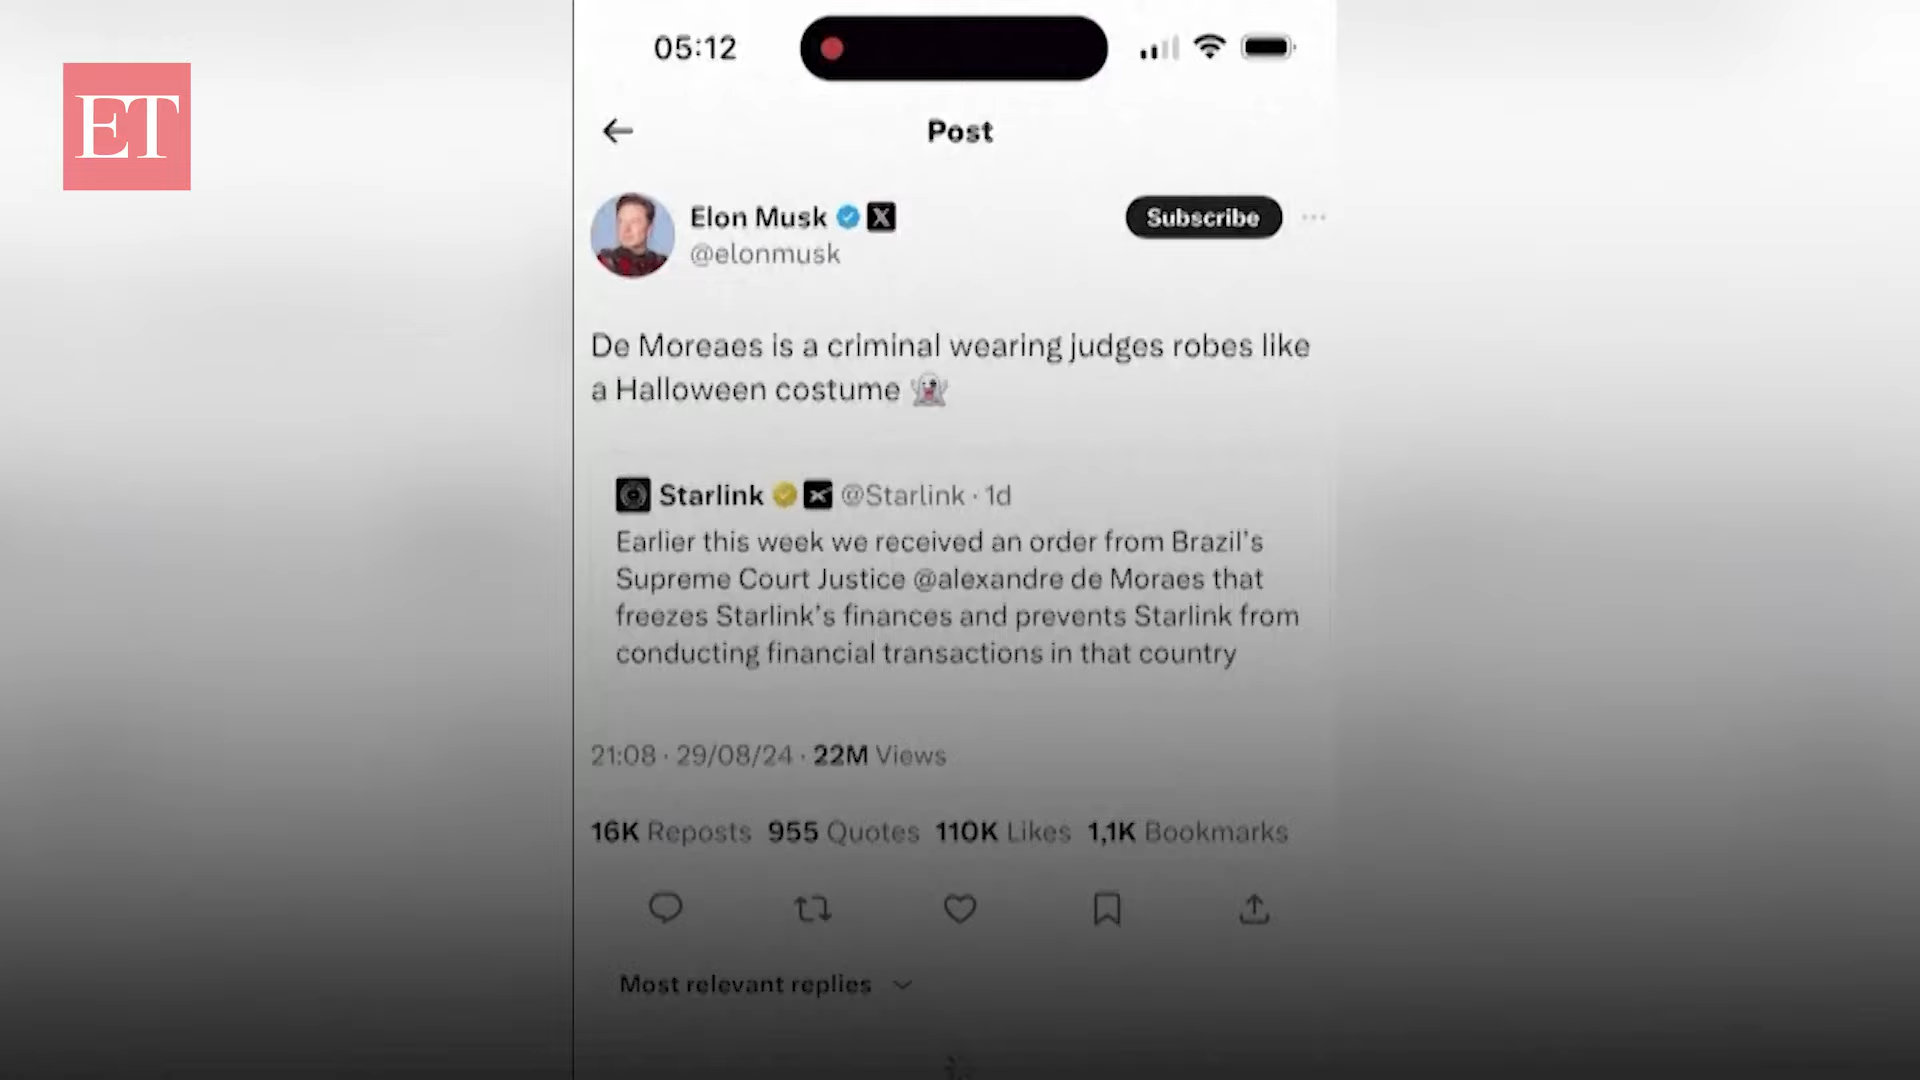 05:12
ET
Post
Elon Musk
@elonmusk
Subscribe
De Moreaes is a criminal wearing judges robes like
a Halloween costume 👻
Starlink @Starlink · 1d
Earlier this week we received an order from Brazil's
Supreme Court Justice @alexandre de Moraes that
freezes Starlink's finances and prevents Starlink from
conducting financial transactions in that country
21:08 · 29/08/24 · 22M Views
16K Reposts 955 Quotes 110K Likes 1,1K Bookmarks
Most relevant replies